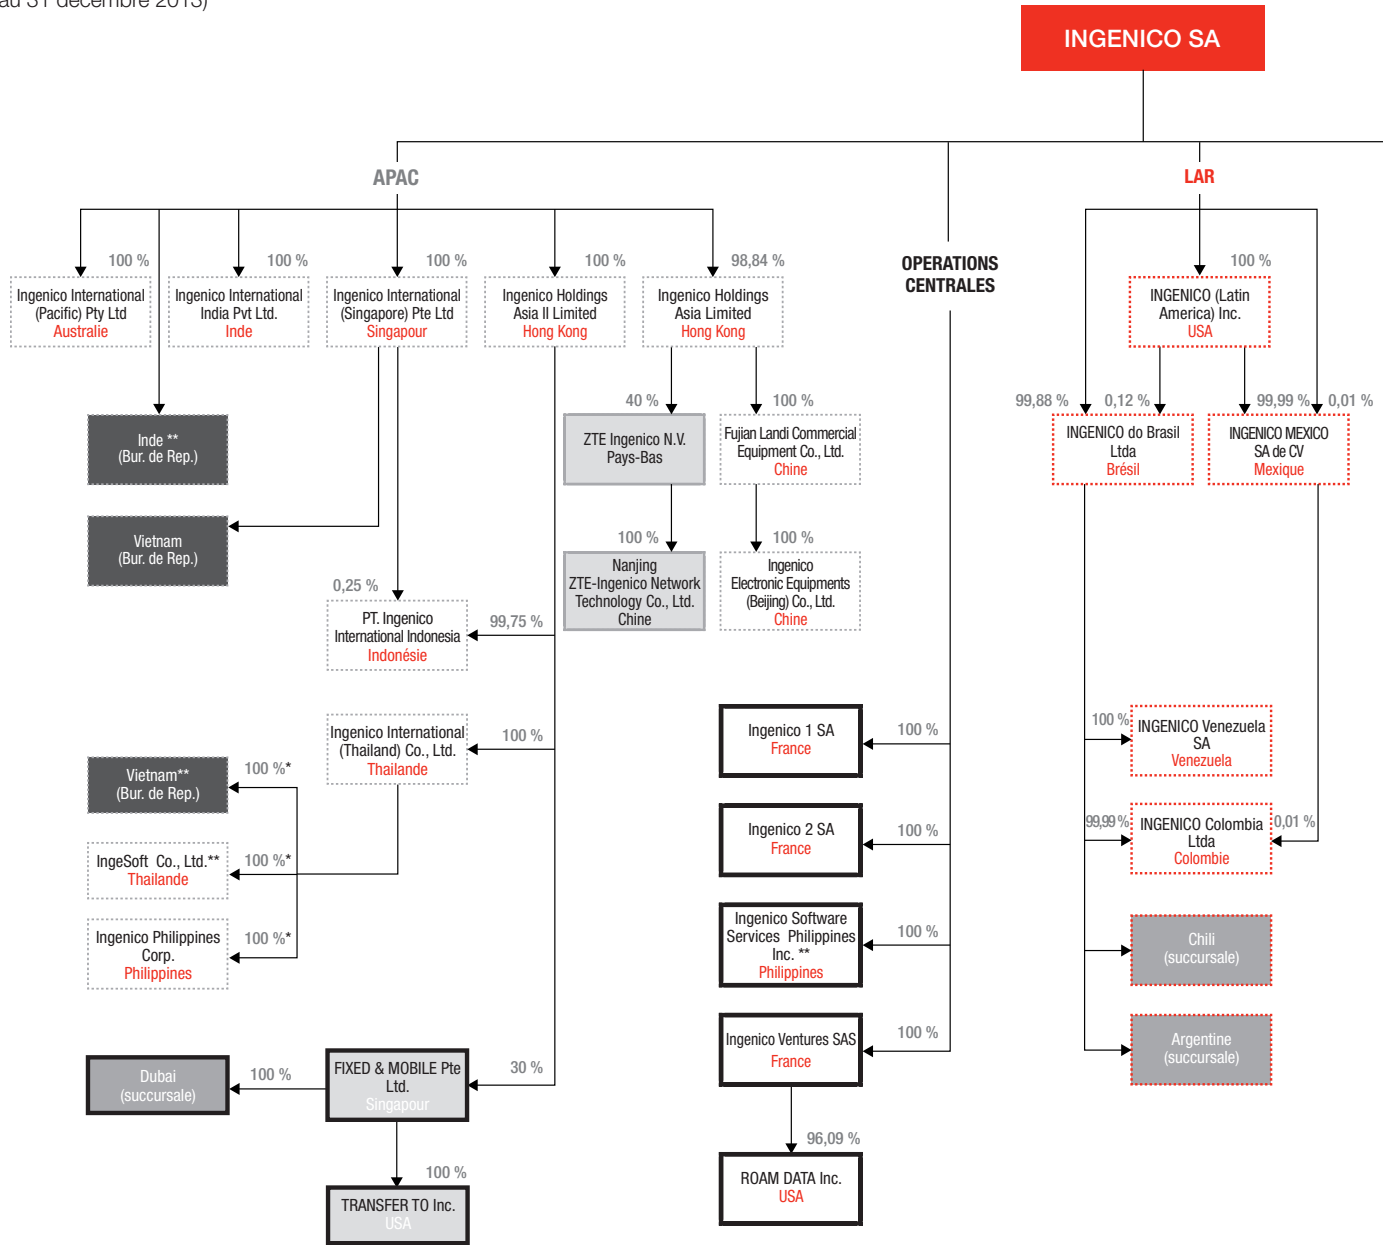 au 31 décembre 2013)
INGENICO SA
APAC
LAR
OPERATIONS
CENTRALES
100 %
Ingenico International
(Pacific) Pty Ltd
Australie
100 %
Ingenico International
India Pvt Ltd.
Inde
100 %
Ingenico International
(Singapore) Pte Ltd
Singapour
100 %
Ingenico Holdings
Asia II Limited
Hong Kong
98,84 %
Ingenico Holdings
Asia Limited
Hong Kong
100 %
INGENICO (Latin
America) Inc.
USA
Inde **
(Bur. de Rep.)
Vietnam
(Bur. de Rep.)
40 %
ZTE Ingenico N.V.
Pays-Bas
100 %
Fujian Landi Commercial
Equipment Co., Ltd.
Chine
99,88 %
0,12 %
INGENICO do Brasil
Ltda
Brésil
99,99 %
0,01 %
INGENICO MEXICO
SA de CV
Mexique
100 %
Nanjing
ZTE-Ingenico Network
Technology Co., Ltd.
Chine
100 %
Ingenico
Electronic Equipments
(Beijing) Co., Ltd.
Chine
0,25 %
99,75 %
PT. Ingenico
International Indonesia
Indonésie
100 %
Ingenico International
(Thailand) Co., Ltd.
Thailande
100 %*
Vietnam**
(Bur. de Rep.)
100 %*
IngeSoft Co., Ltd.**
Thailande
100 %*
Ingenico Philippines
Corp.
Philippines
30 %
FIXED & MOBILE Pte
Ltd.
Singapour
100 %
Dubai
(succursale)
100 %
TRANSFER TO Inc.
USA
100 %
Ingenico 1 SA
France
100 %
Ingenico 2 SA
France
100 %
Ingenico Software
Services Philippines
Inc. **
Philippines
100 %
Ingenico Ventures SAS
France
96,09 %
ROAM DATA Inc.
USA
100 %
INGENICO Venezuela
SA
Venezuela
99,99 %
0,01 %
INGENICO Colombia
Ltda
Colombie
Chili
(succursale)
Argentine
(succursale)